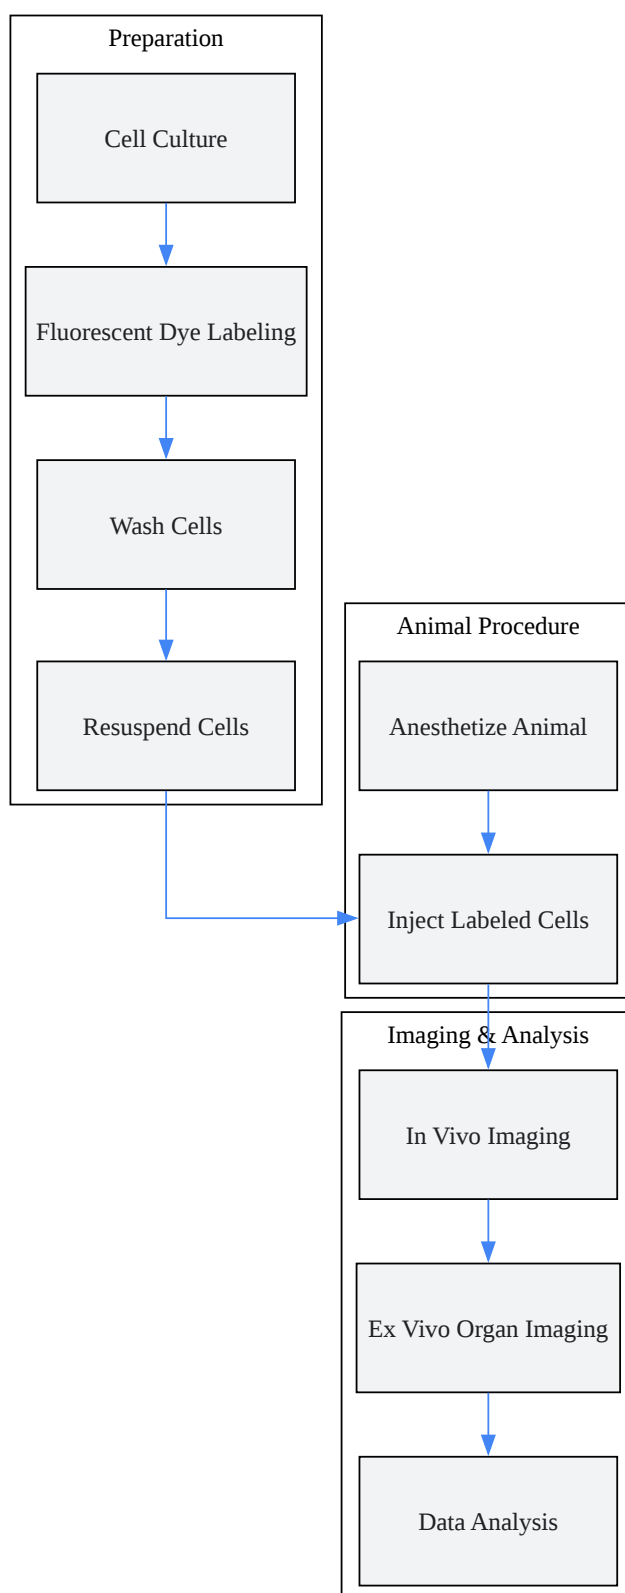 Preparation
Cell Culture
Fluorescent Dye Labeling
Wash Cells
Resuspend Cells
Animal Procedure
Anesthetize Animal
Inject Labeled Cells
Imaging & Analysis
In Vivo Imaging
Ex Vivo Organ Imaging
Data Analysis